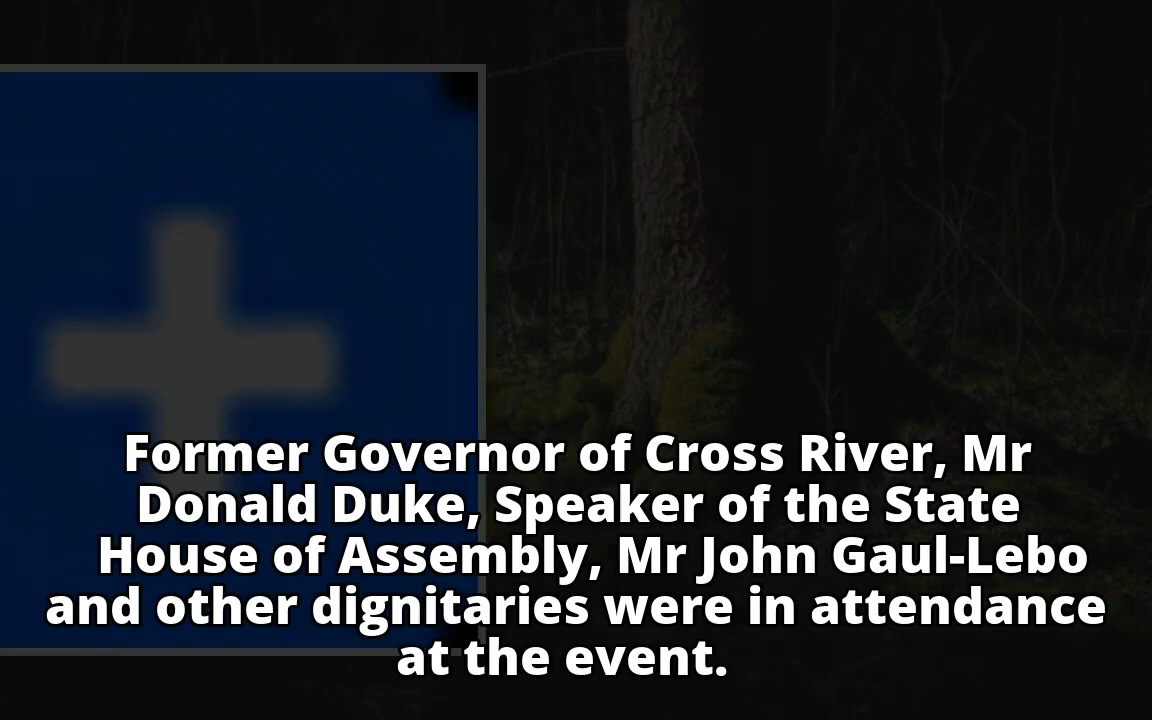 Former Governor of Cross River, Mr
Donald Duke, Speaker of the State
House of Assembly, Mr John Gaul-Lebo
and other dignitaries were in attendance
at the event.